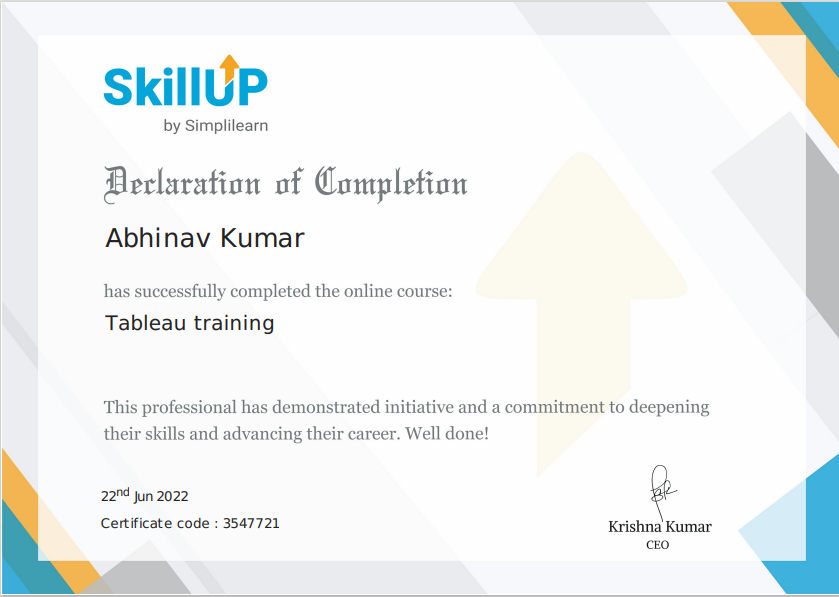 SkillUP
by Simplilearn
Declaration of Completion
Abhinav Kumar
has successfully completed the online course:
Tableau training
This professional has demonstrated initiative and a commitment to deepening
their skills and advancing their career. Well done!
22nd Jun 2022
Certificate code : 3547721
Krishna Kumar
CEO